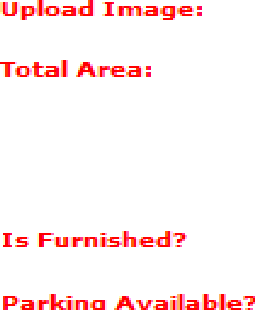 Upload Image:
Total Area:
Is Furnished?
Parking Available?